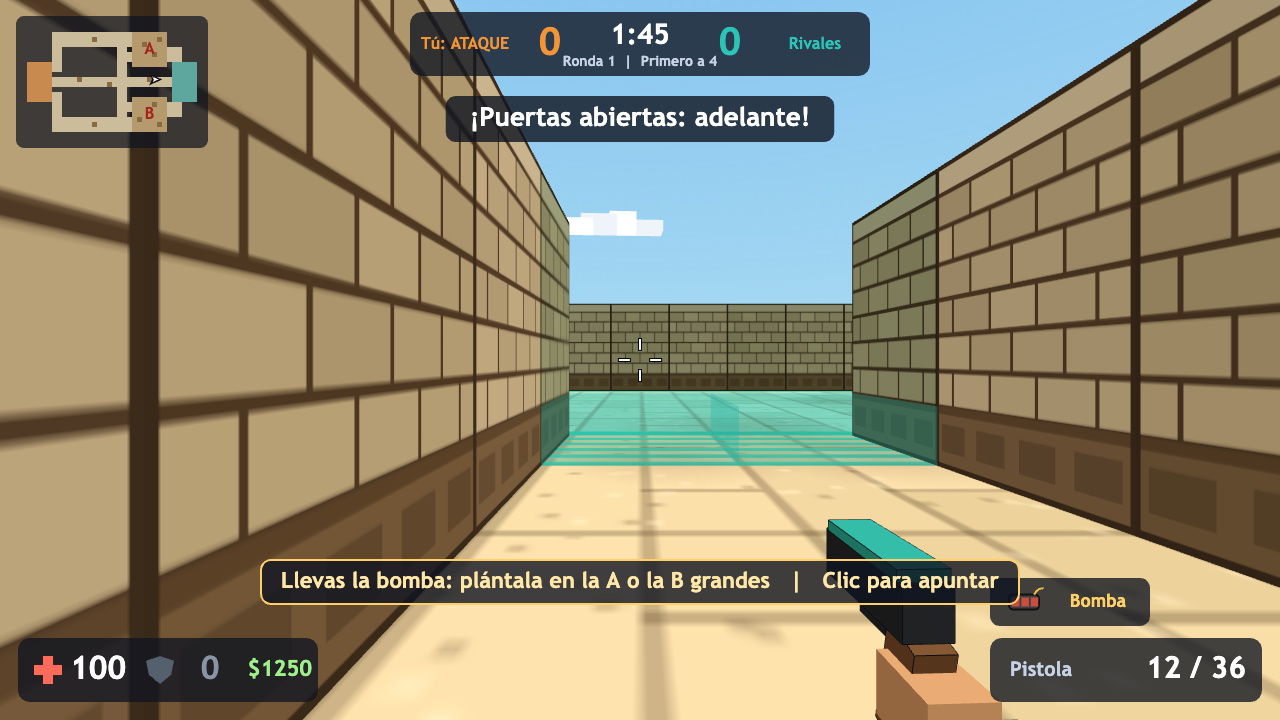 A
B
Tú: ATAQUE 0 1:45 0 Rivales
Ronda 1 | Primero a 4
¡Puertas abiertas: adelante!
Llevas la bomba: plántala en la A o la B grandes | Clic para apuntar
Bomba
100 0 $1250
Pistola 12 / 36